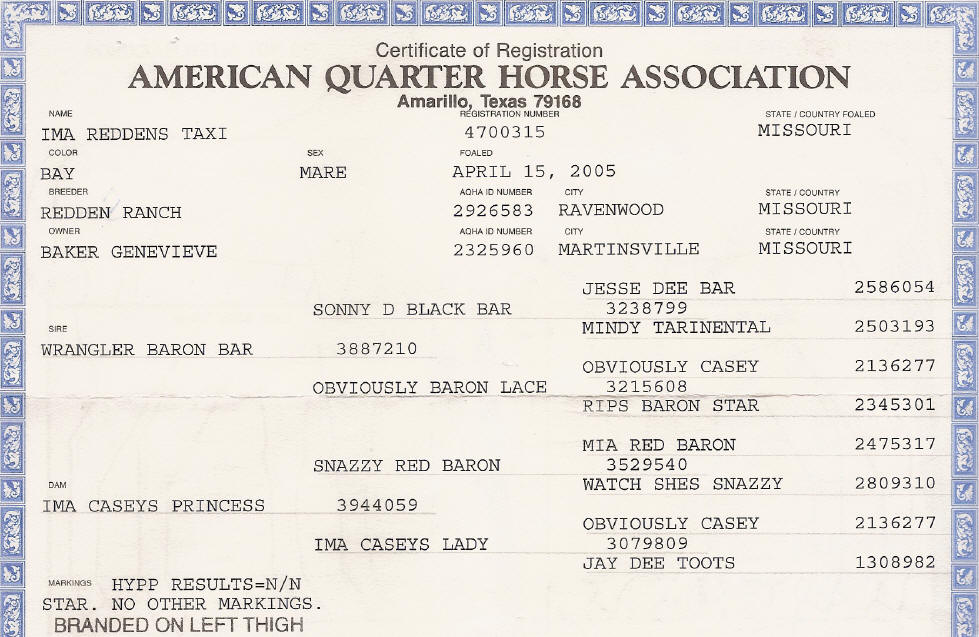 Certificate of Registration
AMERICAN QUARTER HORSE ASSOCIATION
Amarillo, Texas 79168
NAME REGISTRATION NUMBER STATE / COUNTRY FOALED
IMA REDDENS TAXI 4700315 MISSOURI
COLOR SEX FOALED
BAY MARE APRIL 15, 2005
BREEDER AQHA ID NUMBER CITY STATE / COUNTRY
REDDEN RANCH 2926583 RAVENWOOD MISSOURI
OWNER AQHA ID NUMBER CITY STATE / COUNTRY
BAKER GENEVIEVE 2325960 MARTINSVILLE MISSOURI
JESSE DEE BAR 2586054
SONNY D BLACK BAR 3238799
MINDY TARINENTAL 2503193
SIRE
WRANGLER BARON BAR 3887210
OBVIOUSLY CASEY 2136277
OBVIOUSLY BARON LACE 3215608
RIPS BARON STAR 2345301
MIA RED BARON 2475317
SNAZZY RED BARON 3529540
WATCH SHES SNAZZY 2809310
DAM
IMA CASEYS PRINCESS 3944059
OBVIOUSLY CASEY 2136277
IMA CASEYS LADY 3079809
JAY DEE TOOTS 1308982
MARKINGS HYPP RESULTS=N/N
STAR. NO OTHER MARKINGS.
BRANDED ON LEFT THIGH